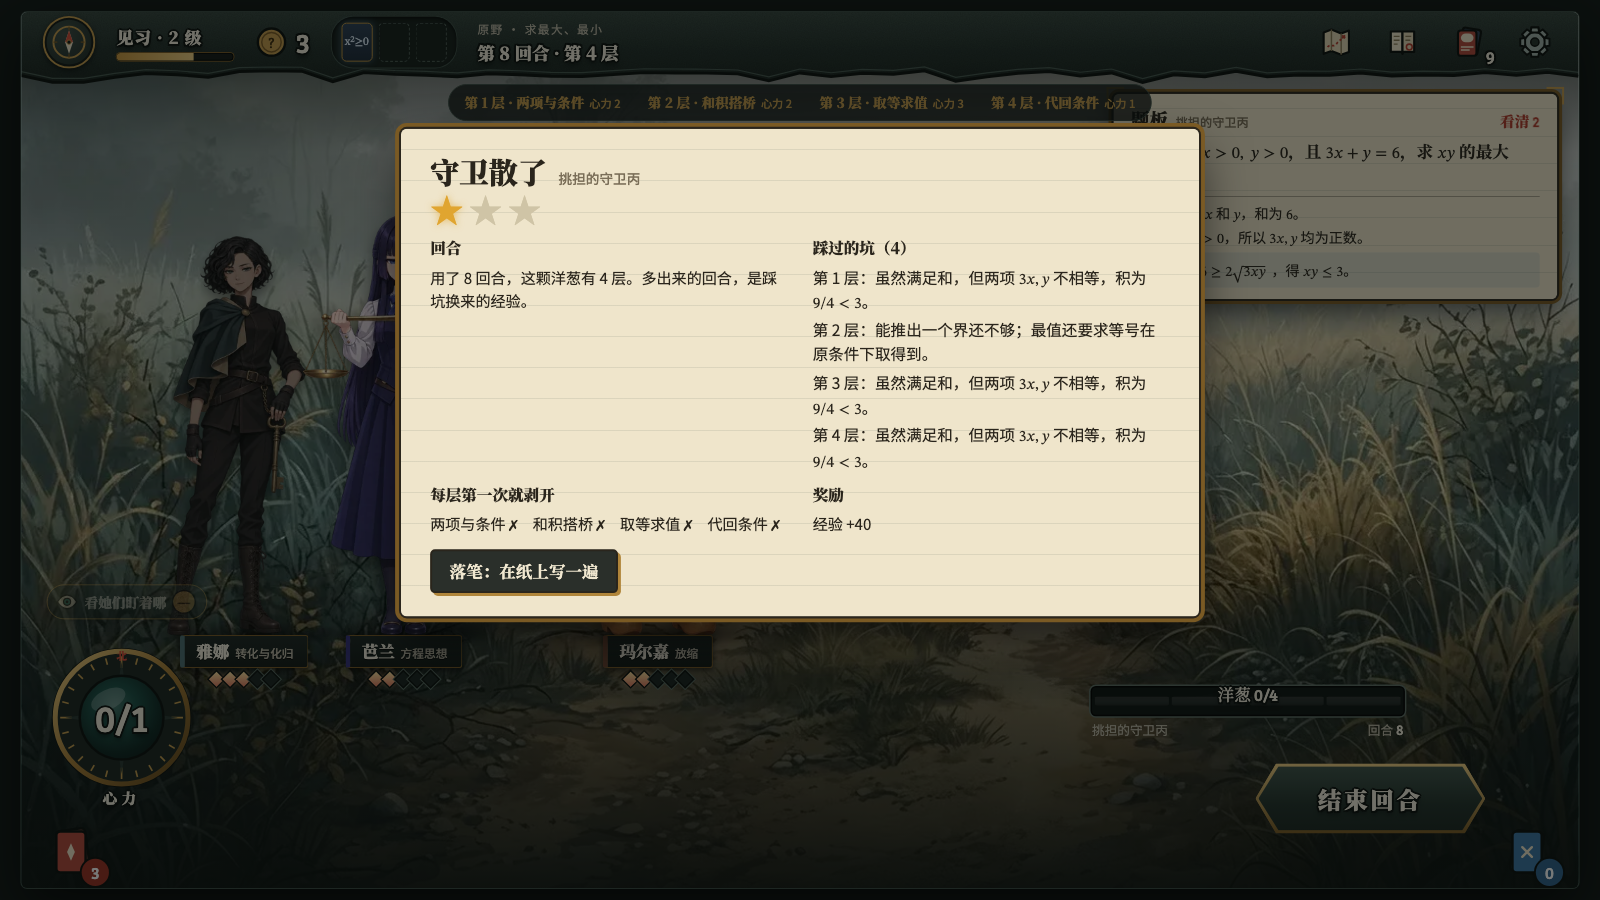 见习 · 2 级
? 3
x²≥0
原野 · 求最大、最小
第 8 回合 · 第 4 层
9
第 1 层 · 两项与条件 心力 2 第 2 层 · 和积搭桥 心力 2 第 3 层 · 取等求值 心力 3 第 4 层 · 代回条件 心力 1
挑担的守卫丙 看清 2
x > 0, y > 0，且 3x + y = 6，求 xy 的最大
x 和 y，和为 6。
> 0，所以 3x, y 均为正数。
≥ 2√3xy ，得 xy ≤ 3。
守卫散了 挑担的守卫丙
回合
用了 8 回合，这颗洋葱有 4 层。多出来的回合，是踩
坑换来的经验。
踩过的坑（4）
第 1 层：虽然满足和，但两项 3x, y 不相等，积为
9/4 < 3。
第 2 层：能推出一个界还不够；最值还要求等号在
原条件下取得到。
第 3 层：虽然满足和，但两项 3x, y 不相等，积为
9/4 < 3。
第 4 层：虽然满足和，但两项 3x, y 不相等，积为
9/4 < 3。
每层第一次就剥开
两项与条件✗ 和积搭桥✗ 取等求值✗ 代回条件✗
奖励
经验 +40
落笔：在纸上写一遍
看她们盯着哪
雅娜 转化与化归
芭兰 方程思想
玛尔嘉 放缩
0/1
心力
3
洋葱 0/4
挑担的守卫丙 回合 8
结束回合
0